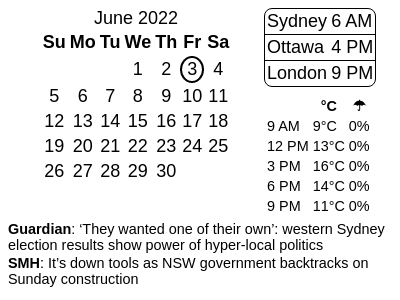 June 2022
Su Mo Tu We Th Fr Sa
1 2 3 4
5 6 7 8 9 10 11
12 13 14 15 16 17 18
19 20 21 22 23 24 25
26 27 28 29 30
Sydney 6 AM
Ottawa 4 PM
London 9 PM
°C ☂
9 AM 9°C 0%
12 PM 13°C 0%
3 PM 16°C 0%
6 PM 14°C 0%
9 PM 11°C 0%
Guardian: ‘They wanted one of their own’: western Sydney
election results show power of hyper-local politics
SMH: It’s down tools as NSW government backtracks on
Sunday construction